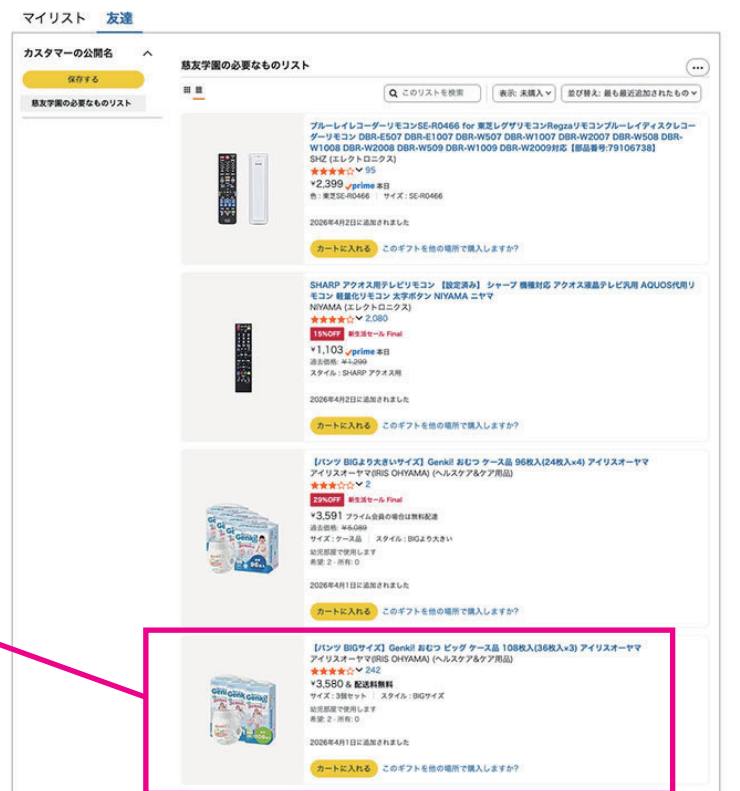 マイリスト 友達
カスタマーの公開名
保存する
慈友学園の必要なものリスト
慈友学園の必要なものリスト
このリストを検索
表示: 未購入
並び替え: 最も最近追加されたもの
ブルーレイレコーダーリモコンSE-R0466 for 東芝レグザリモコンRegzaリモコンブルーレイディスクレコー
ダーリモコン DBR-E507 DBR-E1007 DBR-W507 DBR-W1007 DBR-W2007 DBR-W508 DBR-
W1008 DBR-W2008 DBR-W509 DBR-W1009 DBR-W2009対応【部品番号:79106738】
SHZ (エレクトロニクス)
95
¥2,399 prime 本日
色 : 東芝SE-R0466 | サイズ : SE-R0466
2026年4月2日に追加されました
カートに入れる このギフトを他の場所で購入しますか?
SHARP アクオス用テレビリモコン 【設定済み】 シャープ 機種対応 アクオス液晶テレビ汎用 AQUOS代用リ
モコン 軽量化リモコン 太字ボタン NIYAMA ニヤマ
NIYAMA (エレクトロニクス)
2,080
15%OFF 新生活セール Final
¥1,103 prime 本日
過去価格: ¥1,299
スタイル : SHARP アクオス用
2026年4月2日に追加されました
カートに入れる このギフトを他の場所で購入しますか?
【パンツ BIGより大きいサイズ】Genki! おむつ ケース品 96枚入(24枚入×4) アイリスオーヤマ
アイリスオーヤマ(IRIS OHYAMA) (ヘルスケア&ケア用品)
2
29%OFF 新生活セール Final
¥3,591 プライム会員の場合は無料配達
過去価格: ¥5,089
サイズ : ケース品 | スタイル : BIGより大きい
幼児部屋で使用します
希望: 2 · 所有: 0
2026年4月1日に追加されました
カートに入れる このギフトを他の場所で購入しますか?
【パンツ BIGサイズ】Genki! おむつ ビッグ ケース品 108枚入(36枚入×3) アイリスオーヤマ
アイリスオーヤマ(IRIS OHYAMA) (ヘルスケア&ケア用品)
242
¥3,580 & 配送料無料
サイズ : 3個セット | スタイル : BIGサイズ
幼児部屋で使用します
希望: 2 · 所有: 0
2026年4月1日に追加されました
カートに入れる このギフトを他の場所で購入しますか?